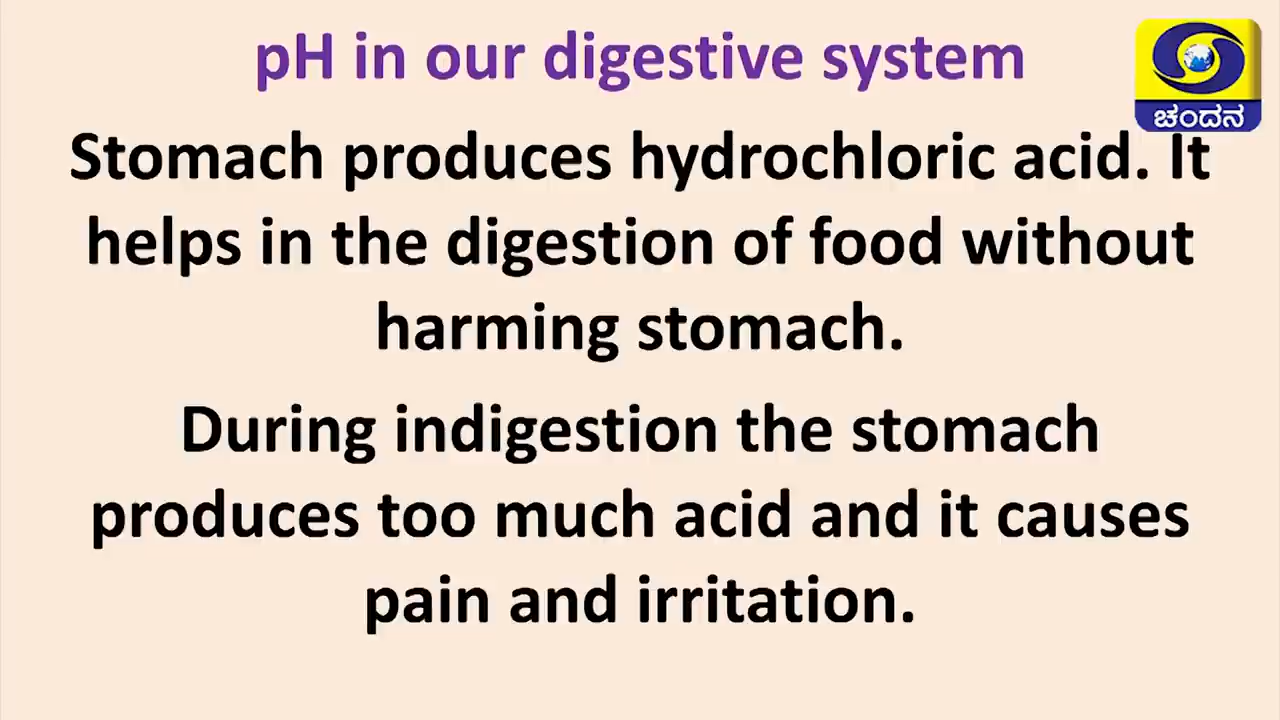 pH in our digestive system
ಚಂದನ
Stomach produces hydrochloric acid. It
helps in the digestion of food without
harming stomach.
During indigestion the stomach
produces too much acid and it causes
pain and irritation.